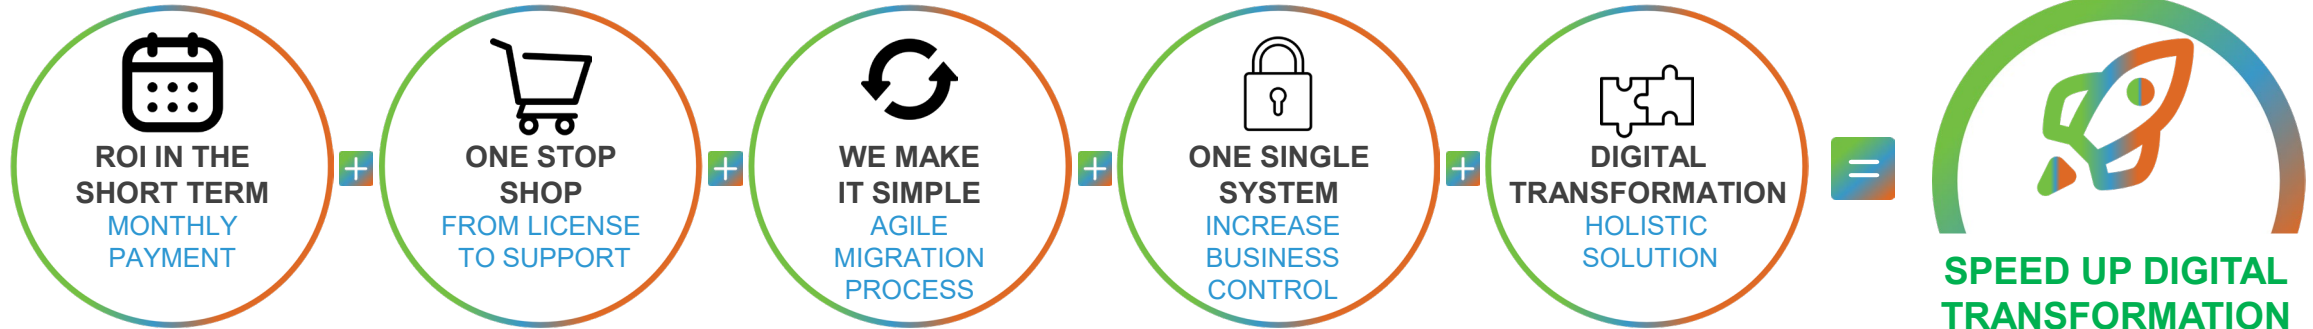 ROI IN THE
SHORT TERM
MONTHLY
PAYMENT
+
ONE STOP
SHOP
FROM LICENSE
TO SUPPORT
+
WE MAKE
IT SIMPLE
AGILE
MIGRATION
PROCESS
+
ONE SINGLE
SYSTEM
INCREASE
BUSINESS
CONTROL
+
DIGITAL
TRANSFORMATION
HOLISTIC
SOLUTION
=
SPEED UP DIGITAL
TRANSFORMATION